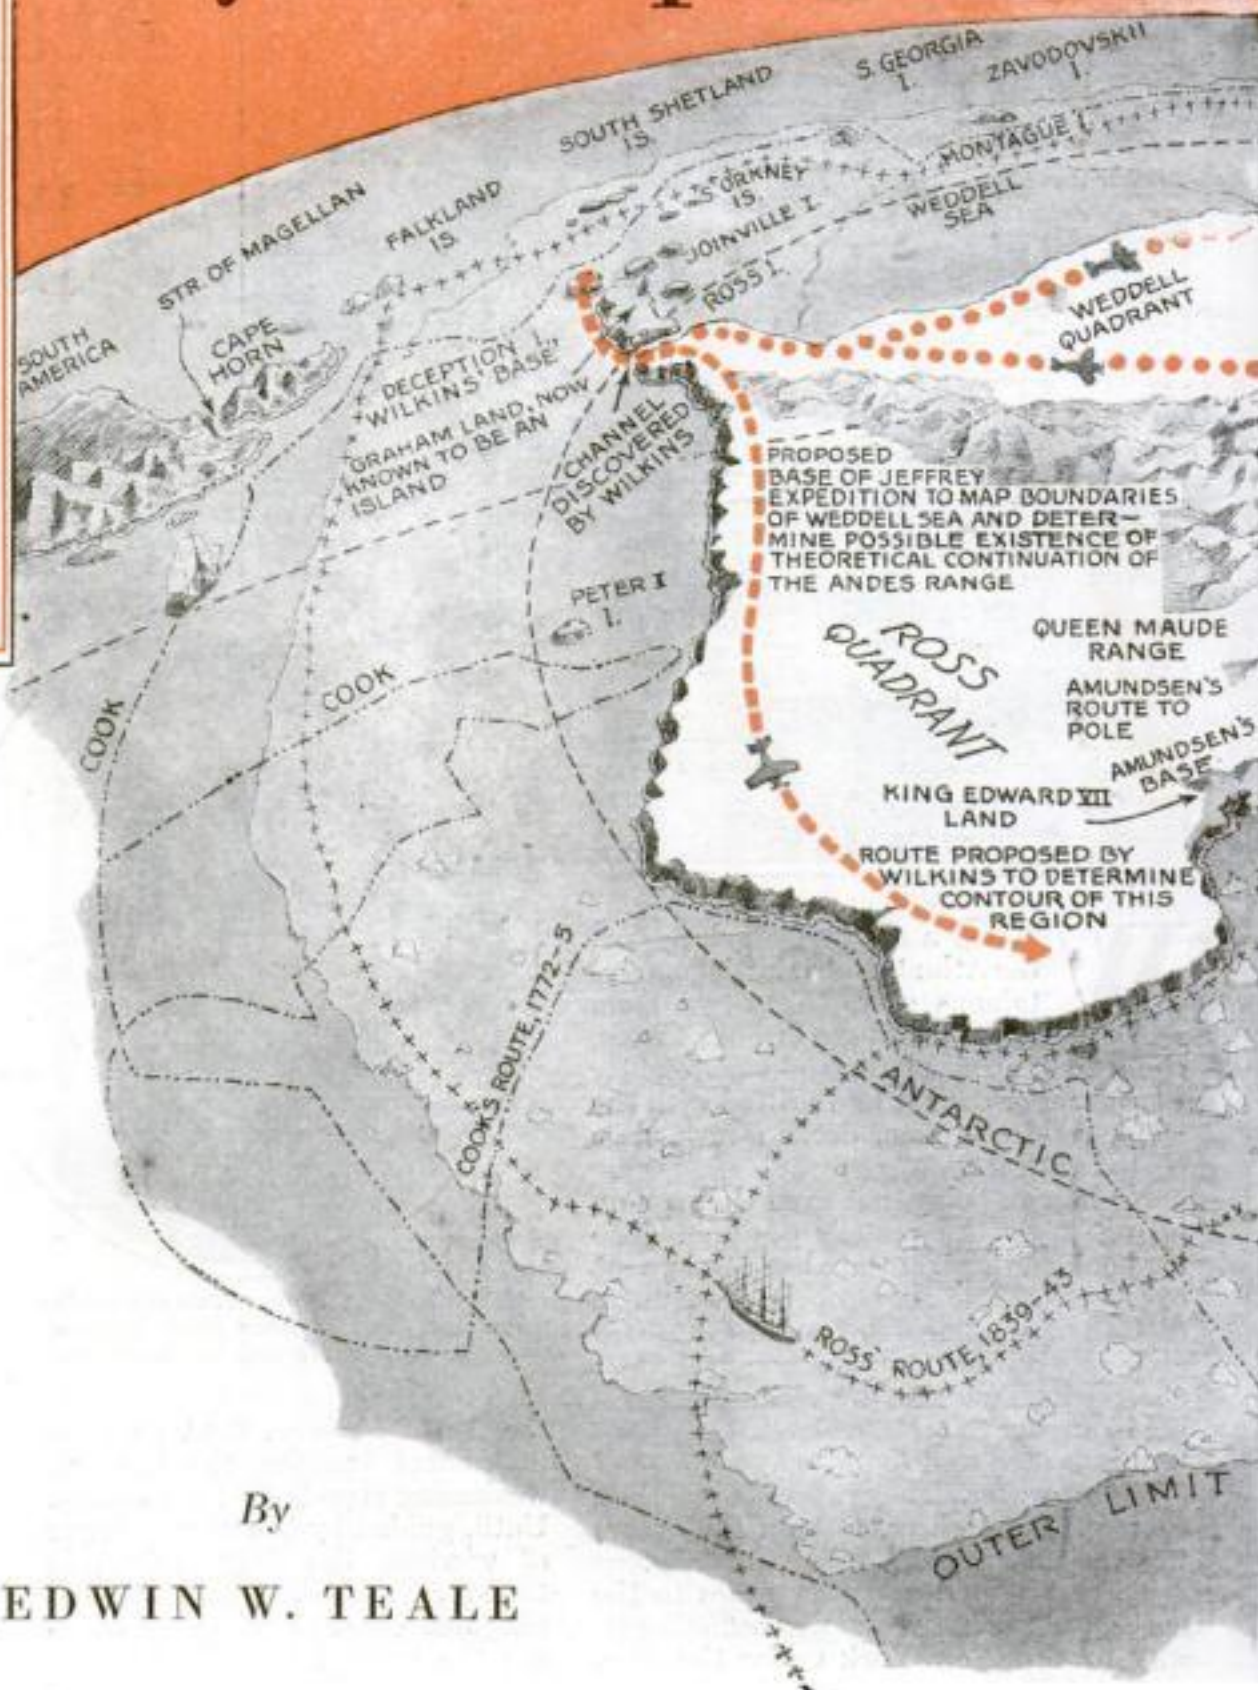 S. GEORGIA
I.
ZAVODOVSKII
I.
SOUTH SHETLAND
IS.
MONTAGUE I.
S. ORKNEY
IS.
WEDDELL
SEA
STR OF MAGELLAN
FALKLAND
IS.
JOINVILLE I.
ROSS I.
WEDDELL
QUADRANT
SOUTH
AMERICA
CAPE
HORN
DECEPTION I.,
WILKINS' BASE
GRAHAM LAND, NOW
KNOWN TO BE AN
ISLAND
CHANNEL
DISCOVERED
BY WILKINS
PROPOSED
BASE OF JEFFREY
EXPEDITION TO MAP BOUNDARIES
OF WEDDELL SEA AND DETER-
MINE POSSIBLE EXISTENCE OF
THEORETICAL CONTINUATION OF
THE ANDES RANGE
PETER I
I.
ROSS
QUADRANT
QUEEN MAUDE
RANGE
AMUNDSEN'S
ROUTE TO
POLE
COOK
COOK
AMUNDSEN'S
BASE
KING EDWARD VII
LAND
ROUTE PROPOSED BY
WILKINS TO DETERMINE
CONTOUR OF THIS
REGION
COOK'S ROUTE, 1772-5
ANTARCTIC
ROSS' ROUTE, 1839-43
OUTER LIMIT
By
EDWIN W. TEALE